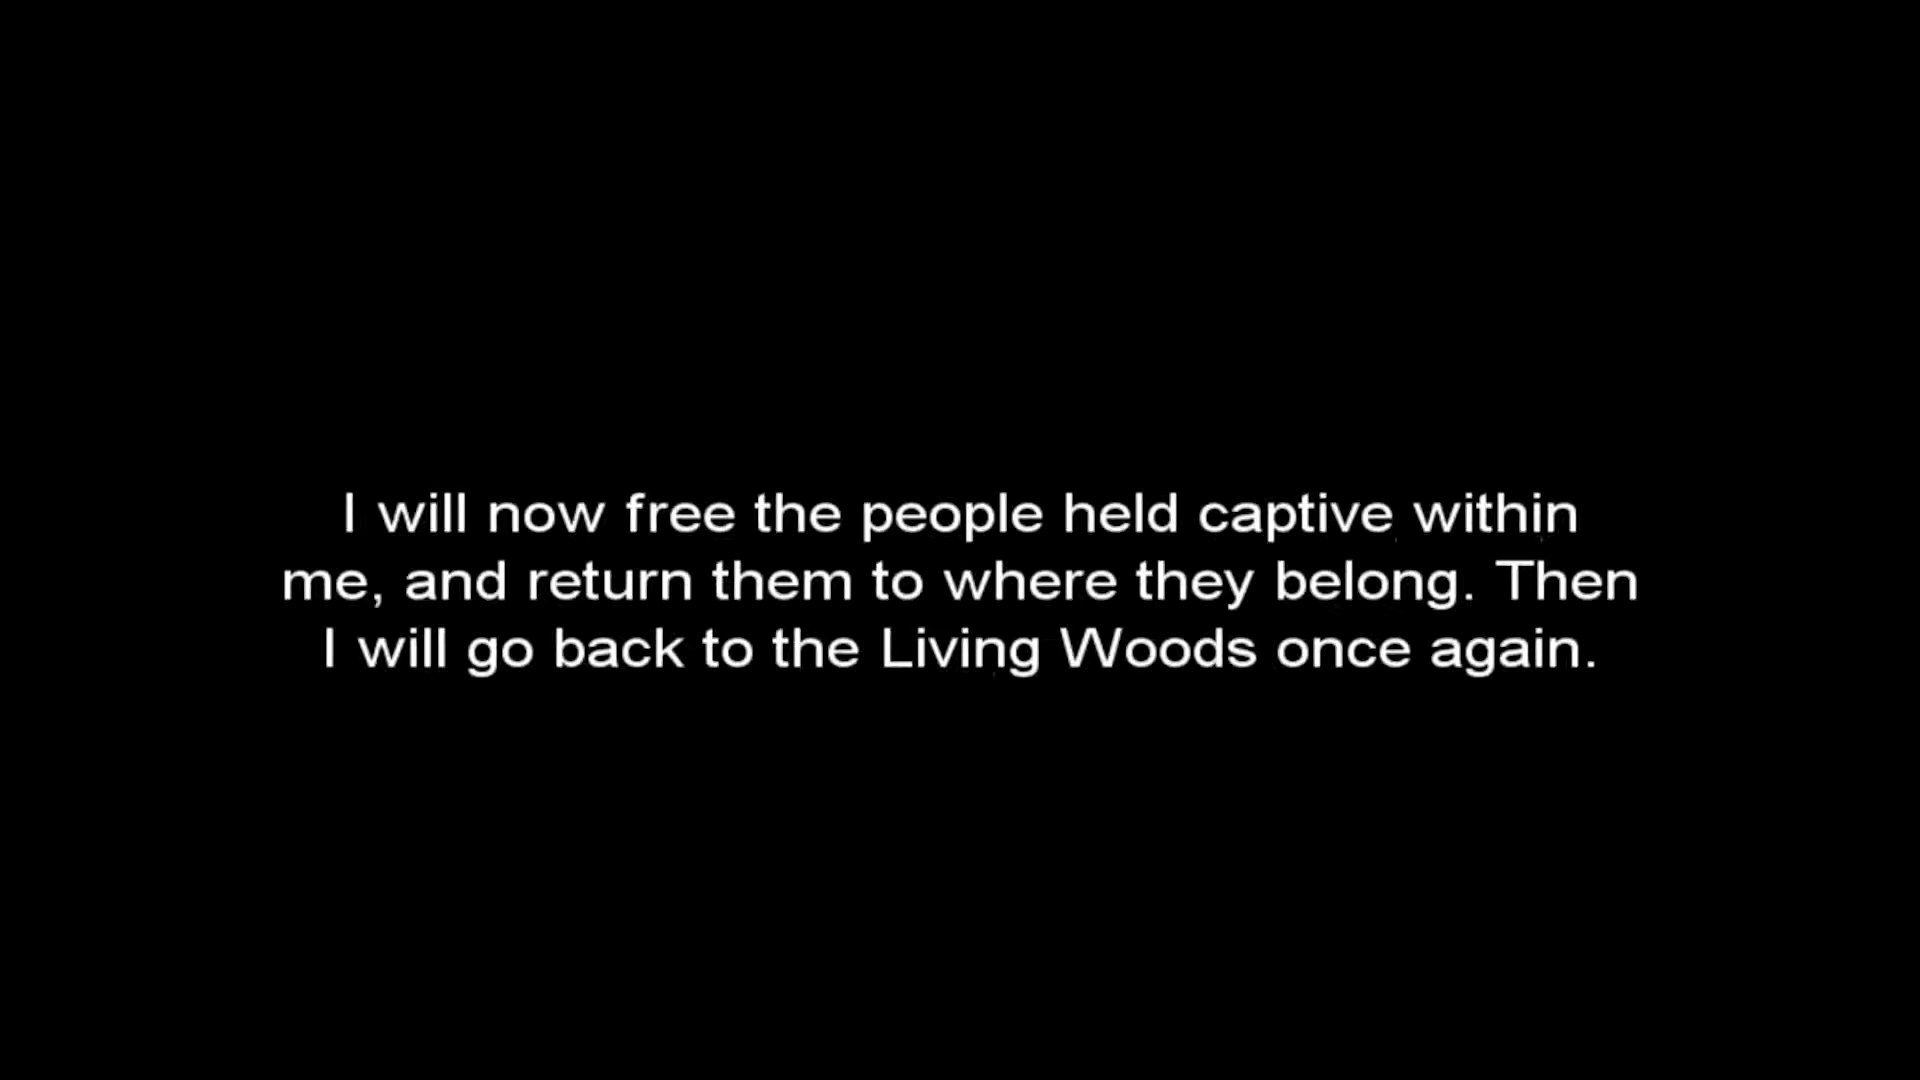 I will now free the people held captive within
me, and return them to where they belong. Then
I will go back to the Living Woods once again.